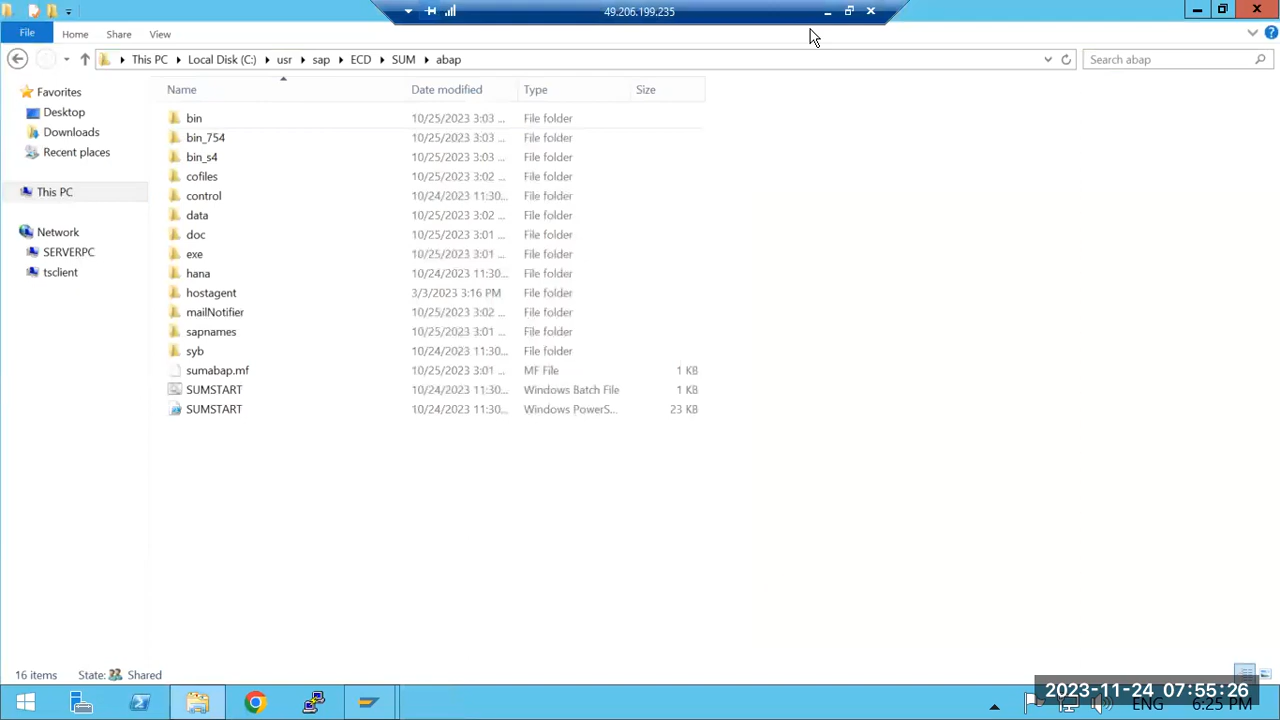 49.206.199.235
File Home Share View
This PC Local Disk (C:) usr sap ECD SUM abap Search abap
Name Date modified Type Size
Favorites
Desktop
Downloads
Recent places
This PC
Network
SERVERPC
tsclient
bin 10/25/2023 3:03 ... File folder
bin_754 10/25/2023 3:03 ... File folder
bin_s4 10/25/2023 3:03 ... File folder
cofiles 10/25/2023 3:02 ... File folder
control 10/24/2023 11:30... File folder
data 10/25/2023 3:02 ... File folder
doc 10/25/2023 3:01 ... File folder
exe 10/25/2023 3:01 ... File folder
hana 10/24/2023 11:30... File folder
hostagent 3/3/2023 3:16 PM File folder
mailNotifier 10/25/2023 3:02 ... File folder
sapnames 10/25/2023 3:01 ... File folder
syb 10/24/2023 11:30... File folder
sumabap.mf 10/25/2023 3:01 ... MF File 1 KB
SUMSTART 10/24/2023 11:30... Windows Batch File 1 KB
SUMSTART 10/24/2023 11:30... Windows PowerS... 23 KB
16 items State: Shared
2023-11-24 07:55:26
ENG 6:25 PM